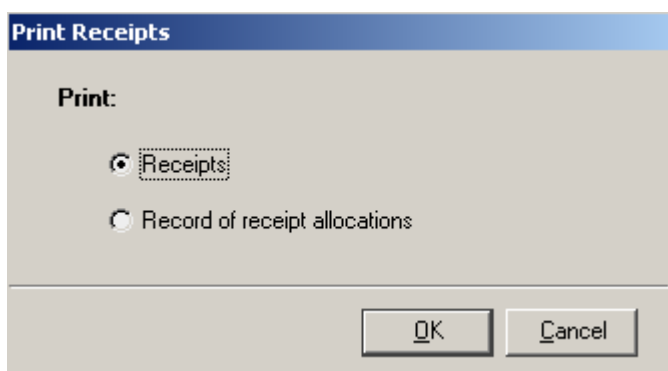 Print Receipts
Print:
Receipts
Record of receipt allocations
OK Cancel